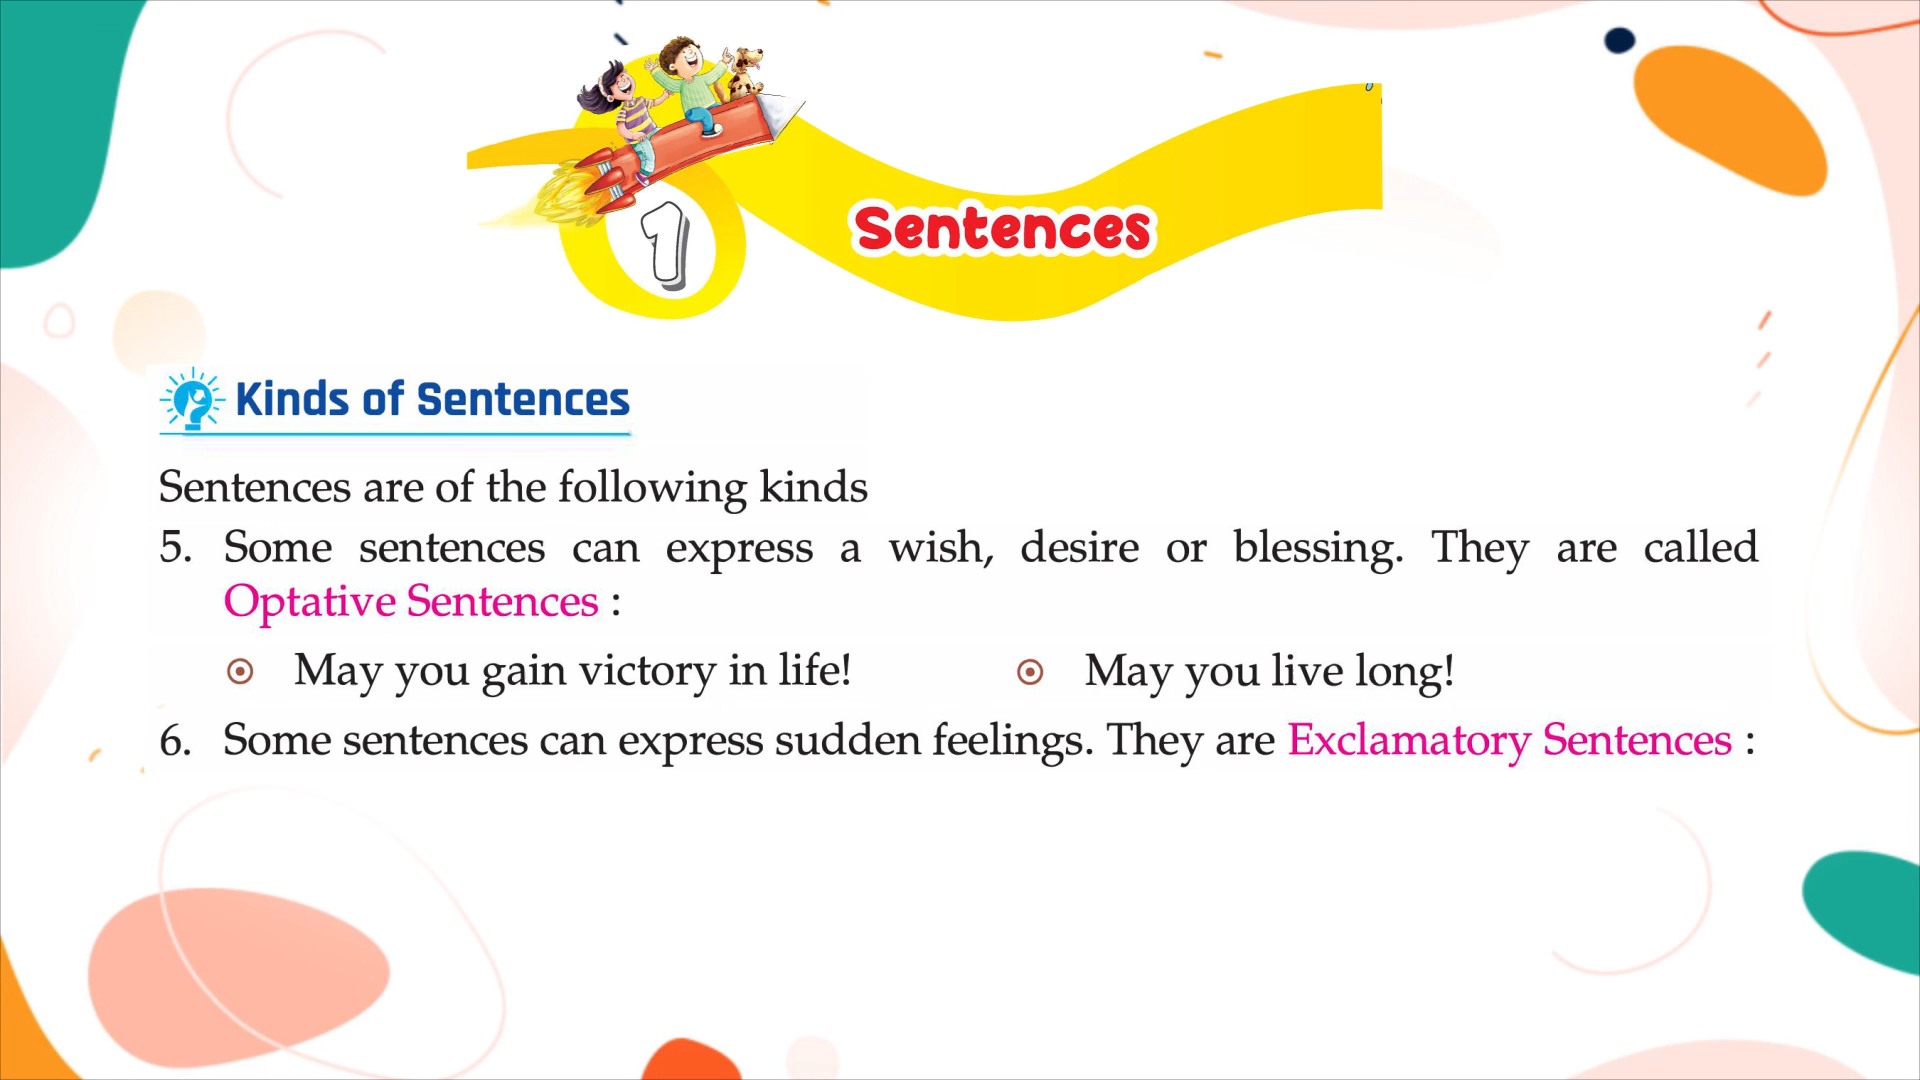 1
Sentences
Kinds of Sentences
Sentences are of the following kinds
5. Some sentences can express a wish, desire or blessing. They are called
Optative Sentences :
May you gain victory in life! May you live long!
6. Some sentences can express sudden feelings. They are Exclamatory Sentences :